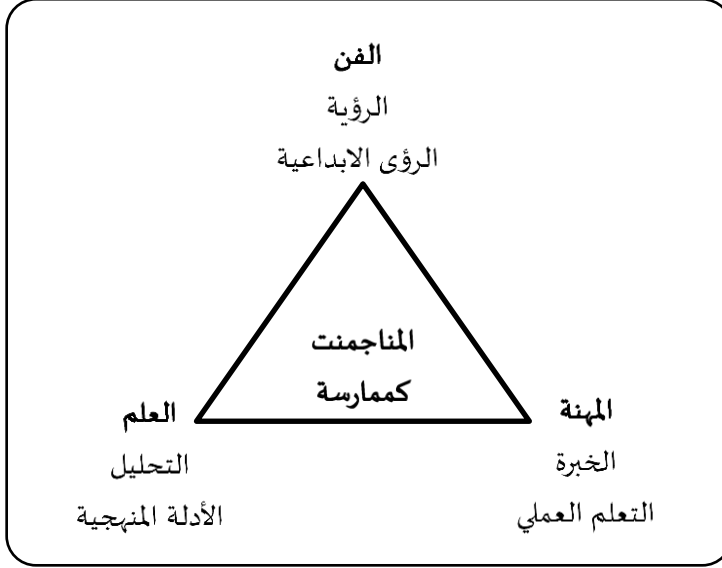 الفن
الرؤية
الرؤى الابداعية
المناجمنت
كممارسة
المهنة
الخبرة
التعلم العملي
العلم
التحليل
الأدلة المنهجية